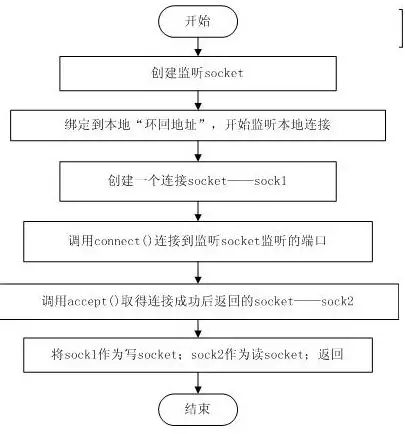 开始
创建监听socket
绑定到本地“环回地址”，开始监听本地连接
创建一个连接socket——sock1
调用connect()连接到监听socket监听的端口
调用accept()取得连接成功后返回的socket——sock2
将sock1作为写socket；sock2作为读socket；返回
结束